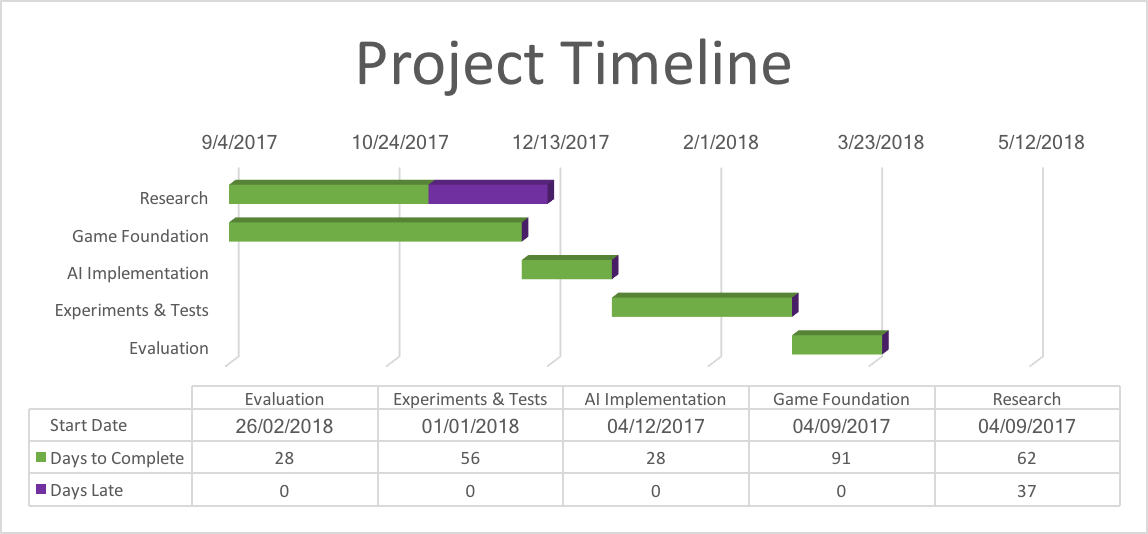 Project Timeline
9/4/2017 10/24/2017 12/13/2017 2/1/2018 3/23/2018 5/12/2018
Research
Game Foundation
AI Implementation
Experiments & Tests
Evaluation
Evaluation Experiments & Tests AI Implementation Game Foundation Research
Start Date 26/02/2018 01/01/2018 04/12/2017 04/09/2017 04/09/2017
Days to Complete 28 56 28 91 62
Days Late 0 0 0 0 37